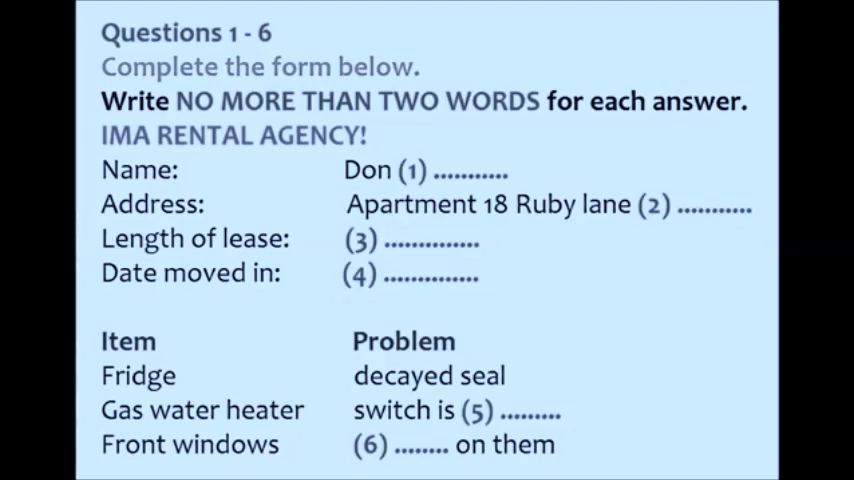 Questions 1 - 6
Complete the form below.
Write NO MORE THAN TWO WORDS for each answer.
IMA RENTAL AGENCY!
Name: Don (1) ...........
Address: Apartment 18 Ruby lane (2) ...........
Length of lease: (3) ..............
Date moved in: (4) ..............
Item Problem
Fridge decayed seal
Gas water heater switch is (5) .........
Front windows (6) ........ on them